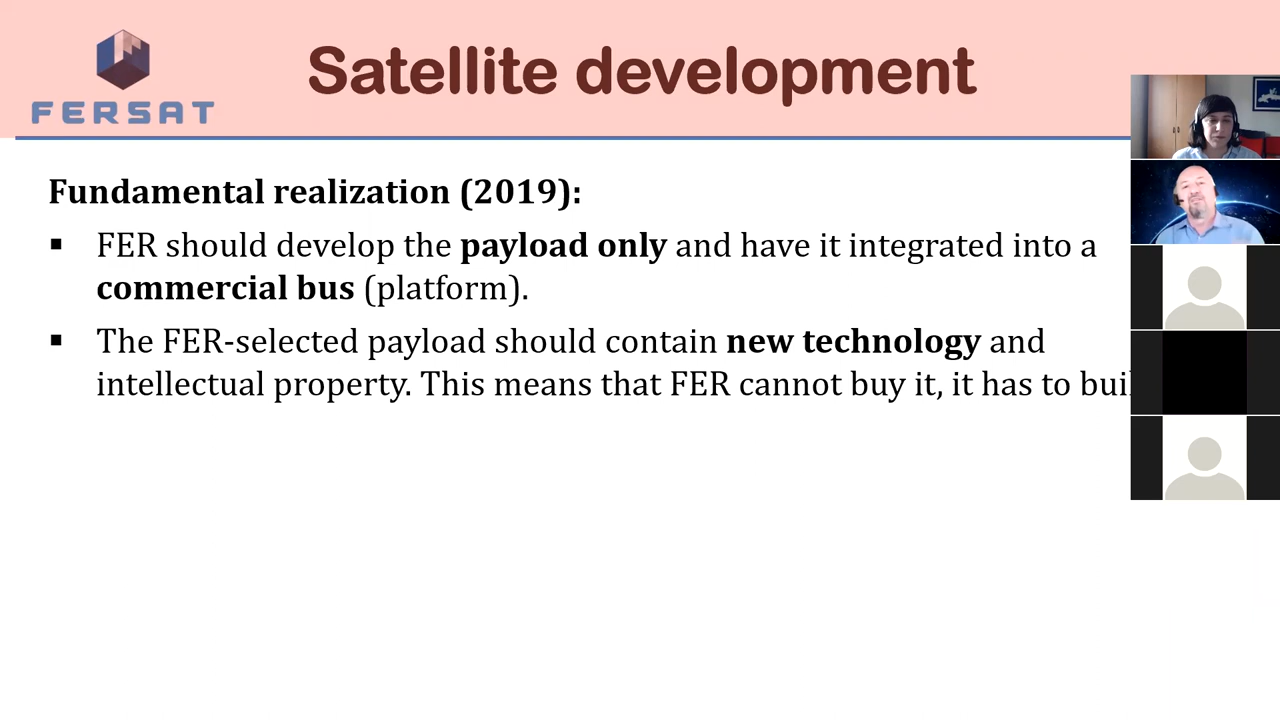 Satellite development
FERSAT
Fundamental realization (2019):
▪ FER should develop the payload only and have it integrated into a
commercial bus (platform).
▪ The FER-selected payload should contain new technology and
intellectual property. This means that FER cannot buy it, it has to